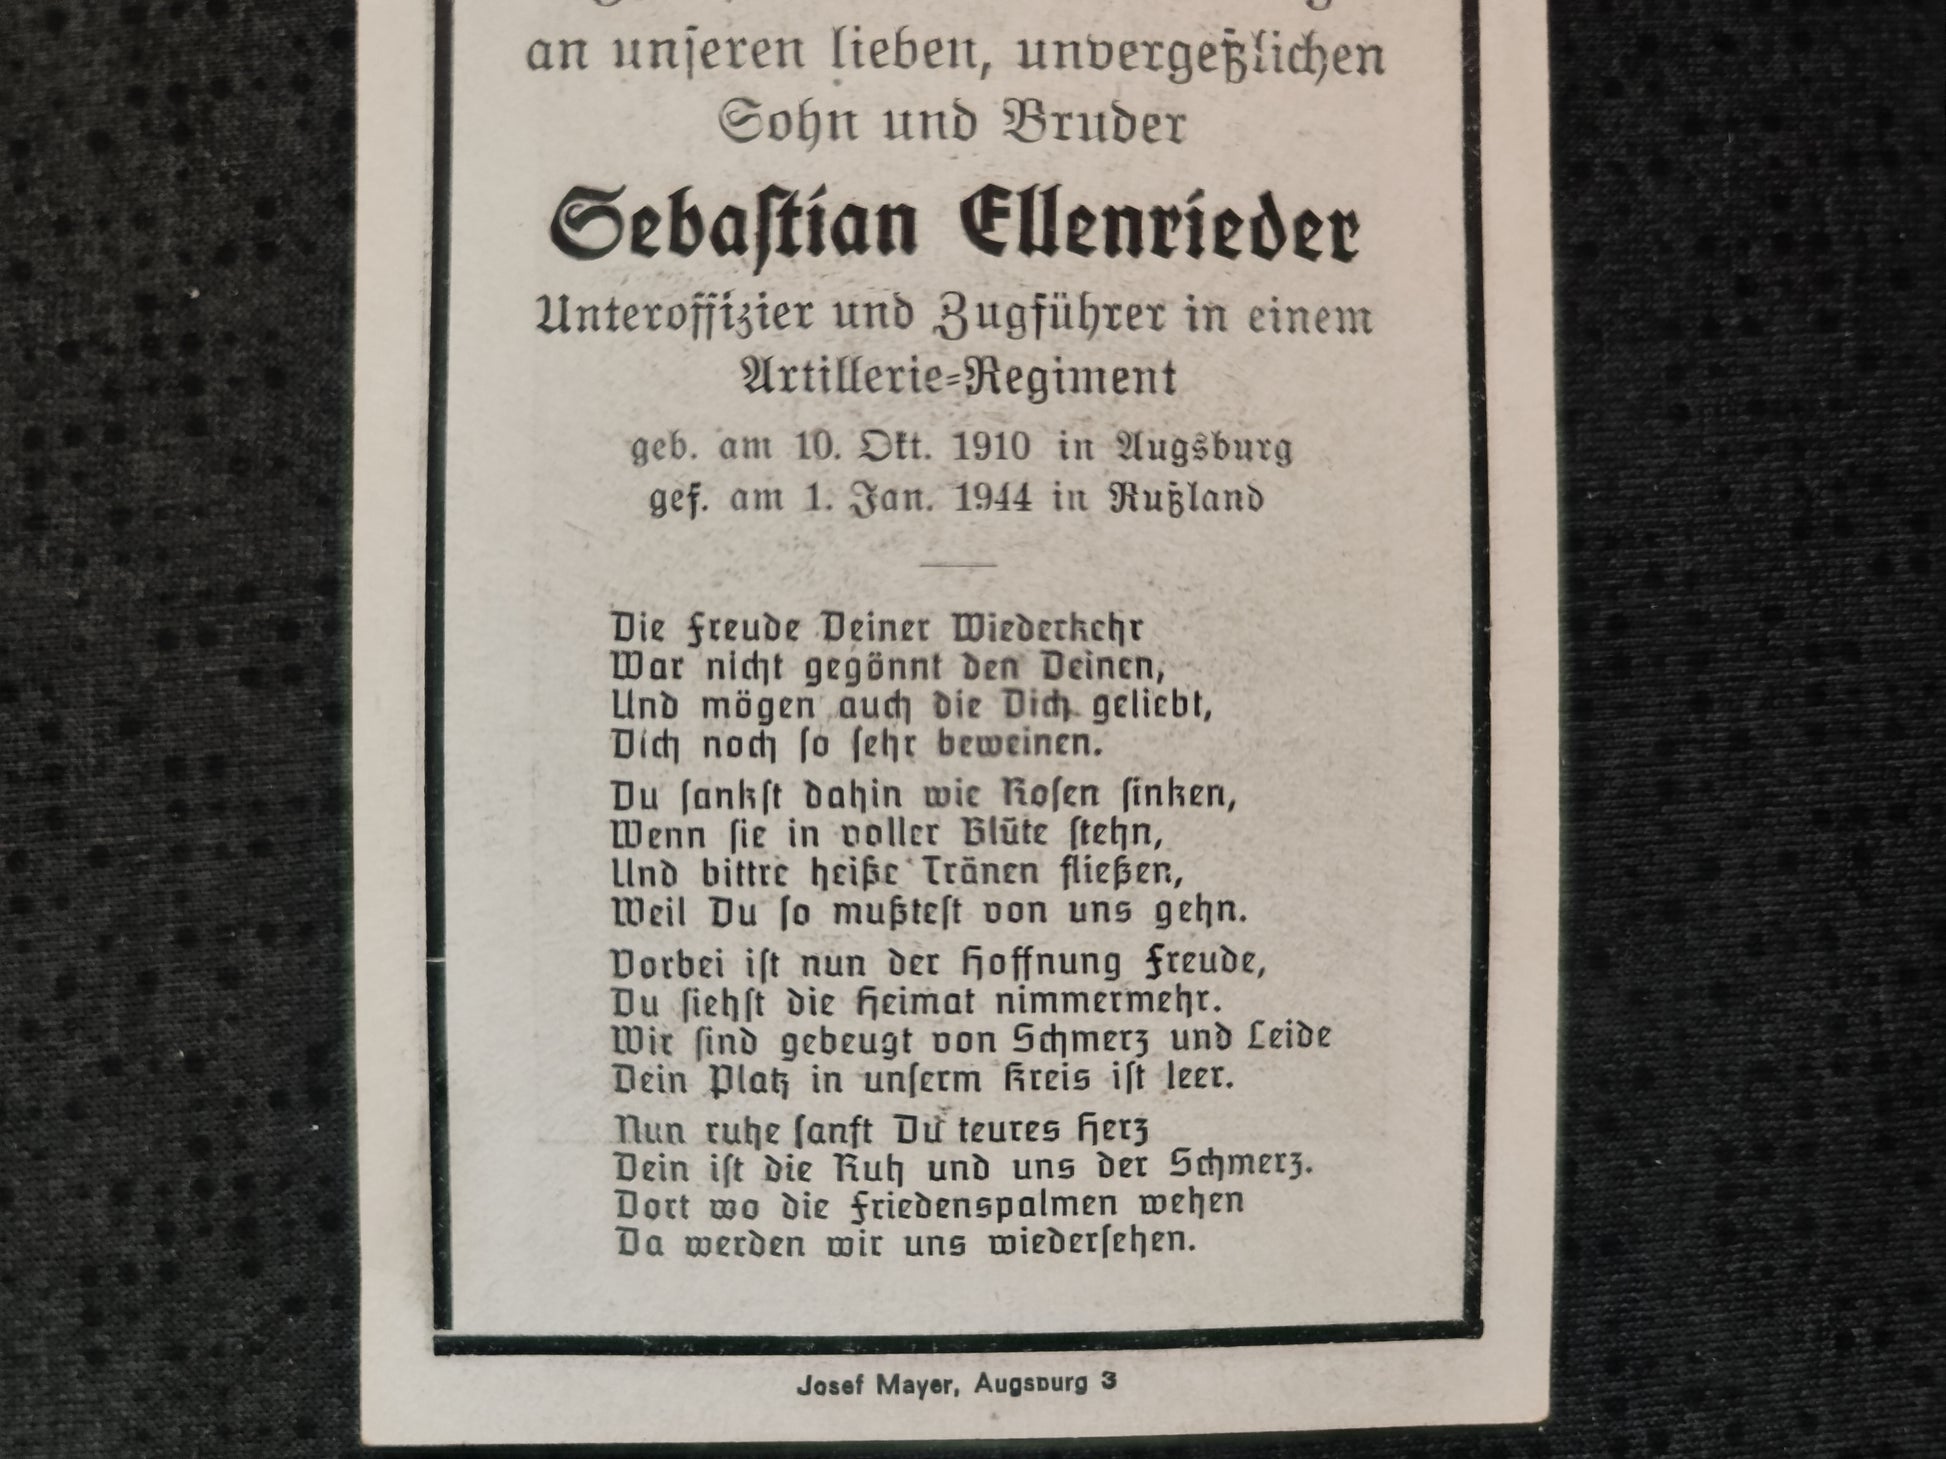 an unseren lieben, unvergeßlichen
Sohn und Bruder
Sebastian Ellenrieder
Unteroffizier und Zugführer in einem
Artillerie-Regiment
geb. am 10. Okt. 1910 in Augsburg
gef. am 1. Jan. 1944 in Rußland
Die Freude Deiner Wiederkehr
War nicht gegönnt den Deinen,
Und mögen auch die Dich geliebt,
Dich noch so sehr beweinen.
Du sankst dahin wie Rosen sinken,
Wenn sie in voller Blüte stehn,
Und bittre heiße Tränen fließen,
Weil Du so mußtest von uns gehn.
Vorbei ist nun der Hoffnung Freude,
Du siehst die Heimat nimmermehr.
Wir sind gebeugt von Schmerz und Leide
Dein Platz in unserm Kreis ist leer.
Nun ruhe sanft Du teures Herz
Dein ist die Ruh und uns der Schmerz.
Dort wo die Friedenspalmen wehen
Da werden wir uns wiedersehen.
Josef Mayer, Augsburg 3